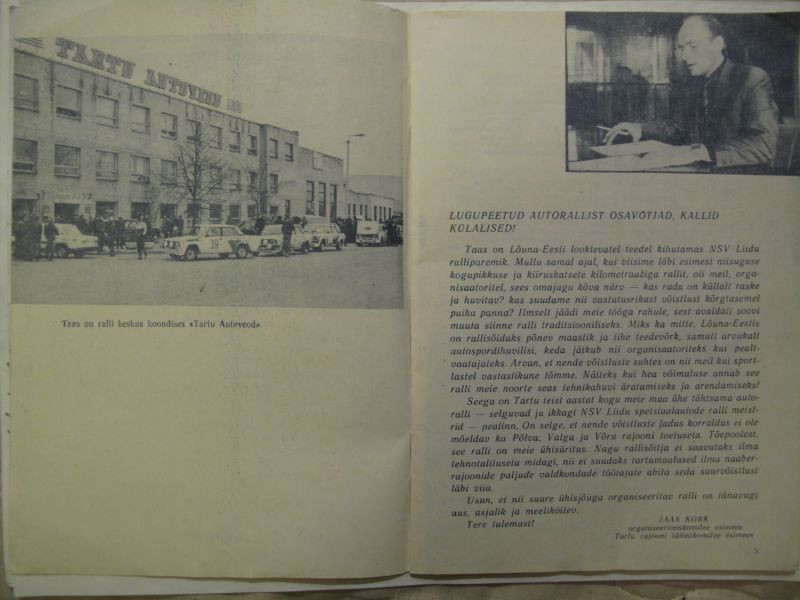 TARTU AUTOVEOD
39
Taas on ralli keskus koondises «Tartu Autoveod».
LUGUPEETUD AUTORALLIST OSAVÕTJAD, KALLID
KÜLALISED!
Taas on Lõuna-Eesti looklevatel teedel kihutamas NSV Liidu
ralliparemik. Mullu samal ajal, kui viisime läbi esimest niisuguse
kogupikkuse ja kiiruskatsete kilometraažiga rallit, oli meil, orga-
nisaatoritel, sees omajagu kõva närv — kas rada on küllalt raske
ja huvitav? kas suudame nii vastutusrikast võistlust kõrgtasemel
paika panna? Ilmselt jäädi meie tööga rahule, sest avaldati soovi
muuta siinne ralli traditsiooniliseks. Miks ka mitte, Lõuna-Eestis
on rallisõiduks põnev maastik ja tihe teedevõrk, samuti arvukalt
autospordihuvilisi, keda jätkub nii organisaatoriteks kui pealt-
vaatajateks. Arvan, et nende võistluste suhtes on nii meil kui sport-
lastel vastastikune tõmme. Näiteks kui hea võimaluse annab see
ralli meie noorte seas tehnikahuvi äratamiseks ja arendamiseks!
Seega on Tartu teist aastat kogu meie maa ühe tähtsama auto-
ralli — selguvad ju ikkagi NSV Liidu spetsiaalautode ralli meist-
rid — pealinn. On selge, et nende võistluste ladus korraldus ei ole
mõeldav ka Põlva, Valga ja Võru rajooni toetuseta. Tõepoolest,
see ralli on meie ühisüritus. Nagu rallisõitja ei saavutaks ilma
tehnotalituseta midagi, nii ei suudaks tartumaalased ilma naaber-
rajoonide paljude valdkondade töötajate abita seda suurvõistlust
läbi viia.
Usun, et nii suure ühisjõuga organiseeritav ralli on tänavugi
aus, asjalik ja meeliköitev.
Tere tulemast!
JAAN KORK
organiseerimiskomitee esimees
Tartu rajooni täitevkomitee esimees
5